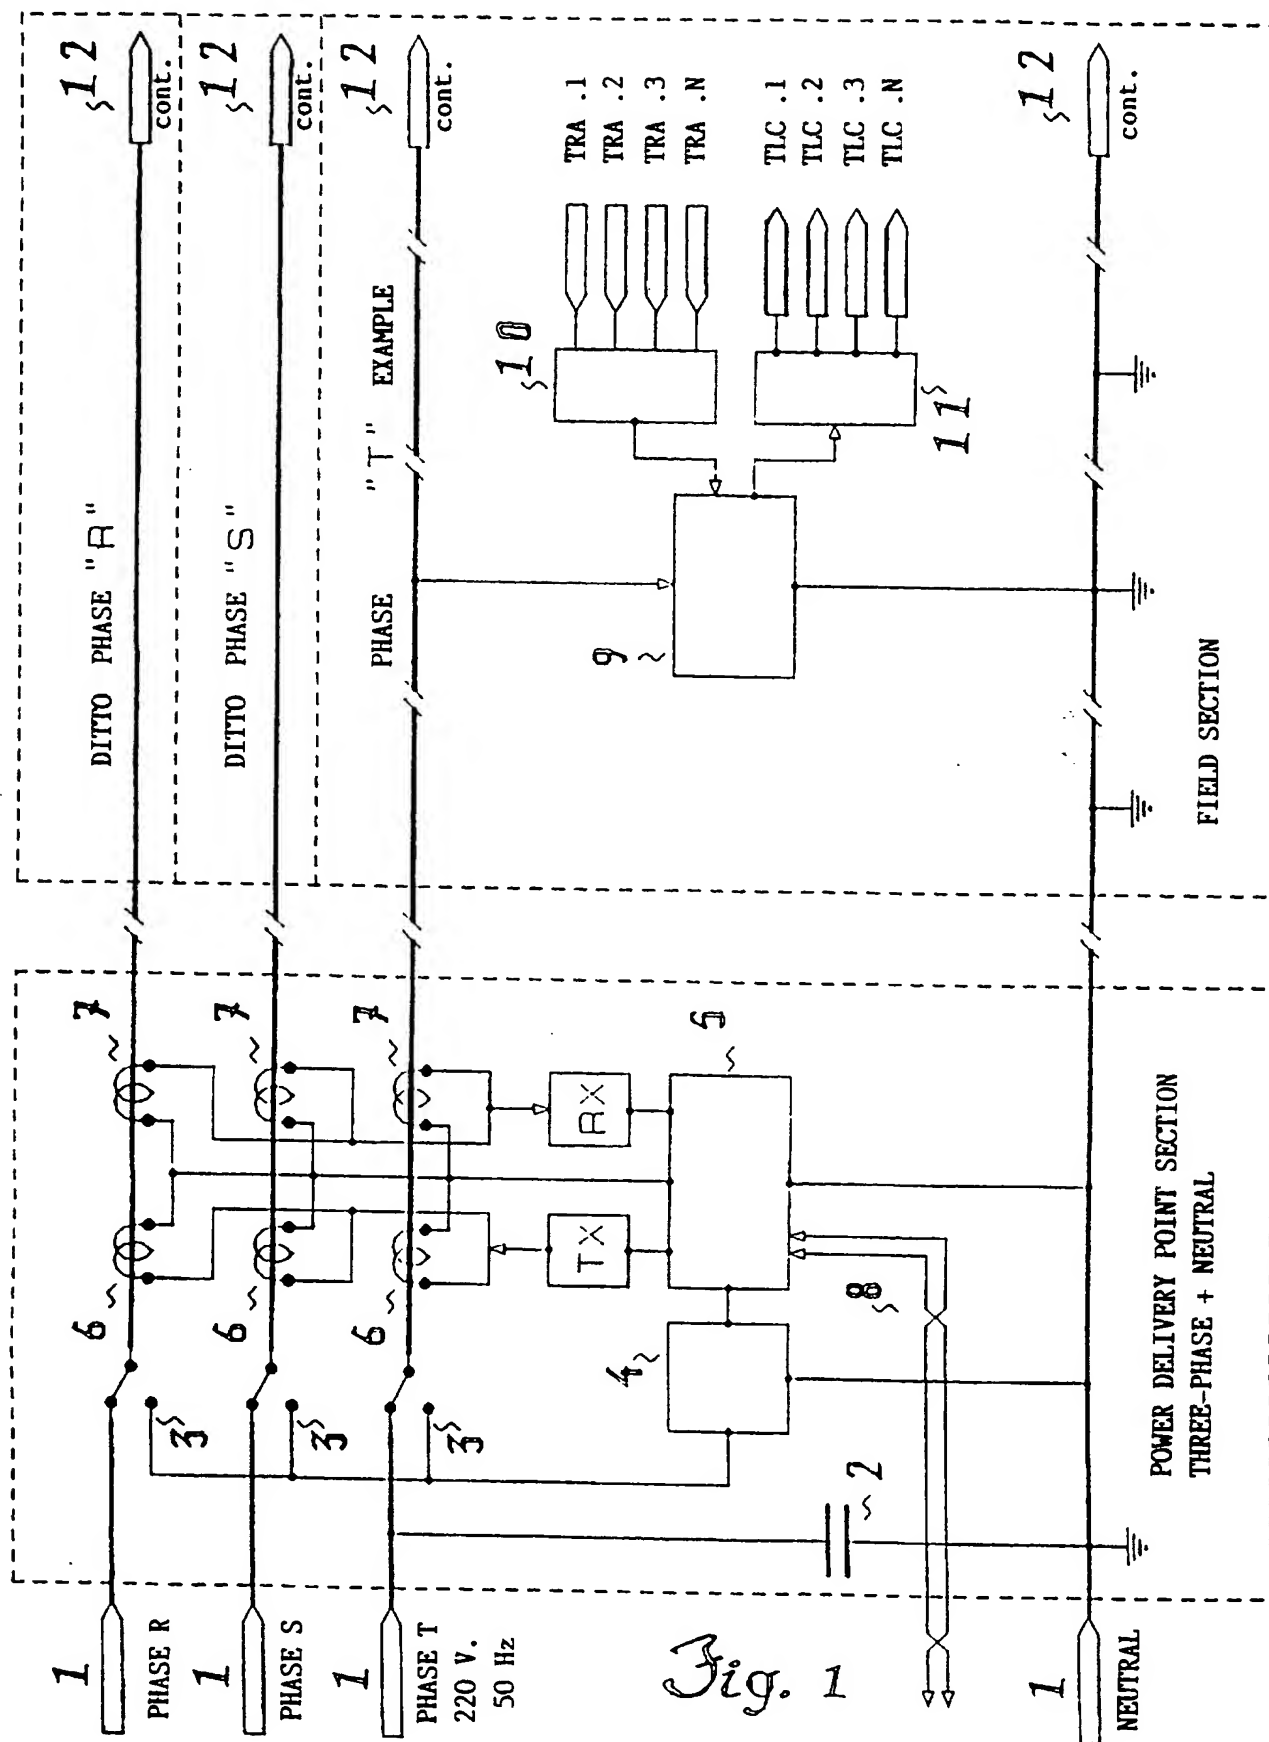 1
PHASE R
1
PHASE S
1
PHASE T
220 V.
50 Hz
1
NEUTRAL
Fig. 1
2
3
3
3
4
5
6
6
6
7
7
7
8
TX
RX
POWER DELIVERY POINT SECTION
THREE-PHASE + NEUTRAL
DITTO PHASE "R"
DITTO PHASE "S"
PHASE "T" EXAMPLE
9
10
11
TRA .1
TRA .2
TRA .3
TRA .N
TLC .1
TLC .2
TLC .3
TLC .N
12
cont.
12
cont.
12
cont.
12
cont.
FIELD SECTION